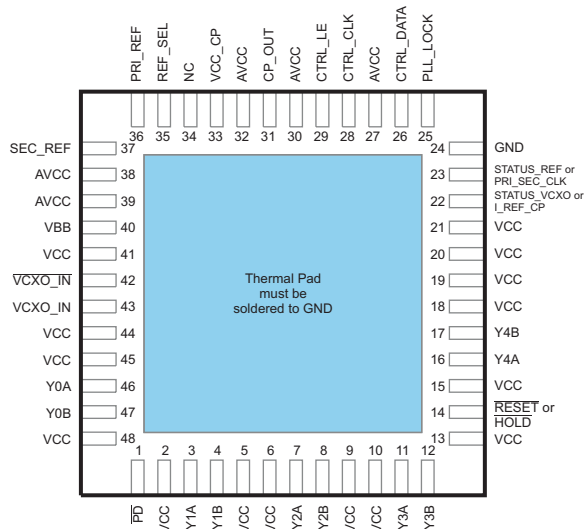 PRI_REF
REF_SEL
NC
VCC_CP
AVCC
CP_OUT
AVCC
CTRL_LE
CTRL_CLK
AVCC
CTRL_DATA
PLL_LOCK
36 35 34 33 32 31 30 29 28 27 26 25
SEC_REF 37
AVCC 38
AVCC 39
VBB 40
VCC 41
VCXO_IN 42
VCXO_IN 43
VCC 44
VCC 45
Y0A 46
Y0B 47
VCC 48
Thermal Pad
must be
soldered to GND
24 GND
23 STATUS_REF or
PRI_SEC_CLK
22 STATUS_VCXO or
I_REF_CP
21 VCC
20 VCC
19 VCC
18 VCC
17 Y4B
16 Y4A
15 VCC
14 RESET or
HOLD
13 VCC
1 2 3 4 5 6 7 8 9 10 11 12
PD
VCC
Y1A
Y1B
VCC
VCC
Y2A
Y2B
VCC
VCC
Y3A
Y3B